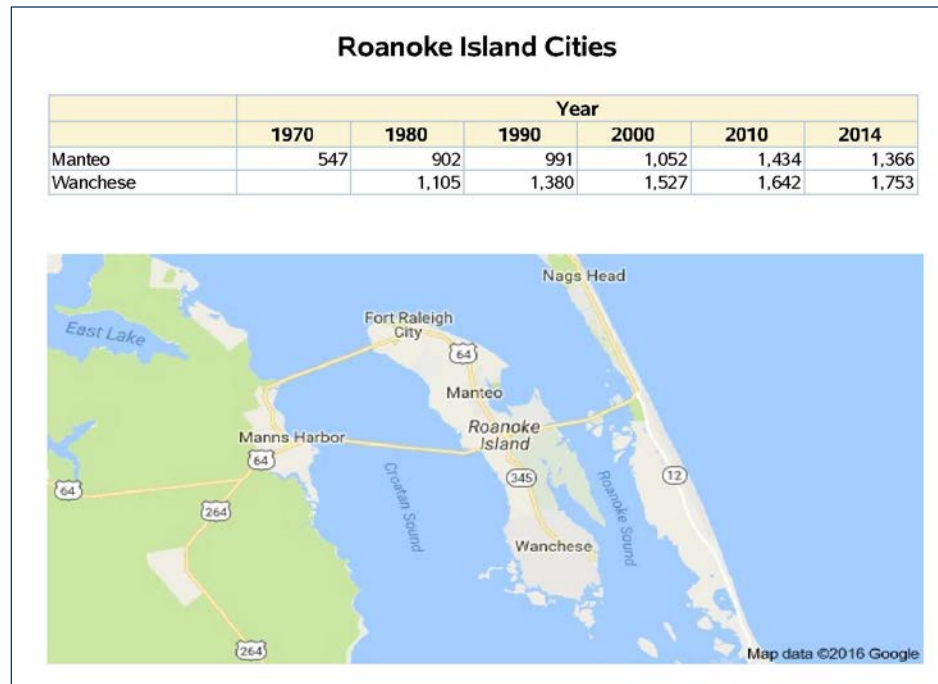 Roanoke Island Cities
Year
1970 1980 1990 2000 2010 2014
Manteo 547 902 991 1,052 1,434 1,366
Wanchese 1,105 1,380 1,527 1,642 1,753
Nags Head
East Lake
Fort Raleigh
City
64
Manteo
Roanoke
Island
Manns Harbor
64
64
345
12
264
Croatan Sound
Roanoke Sound
Wanchese
264
Map data ©2016 Google